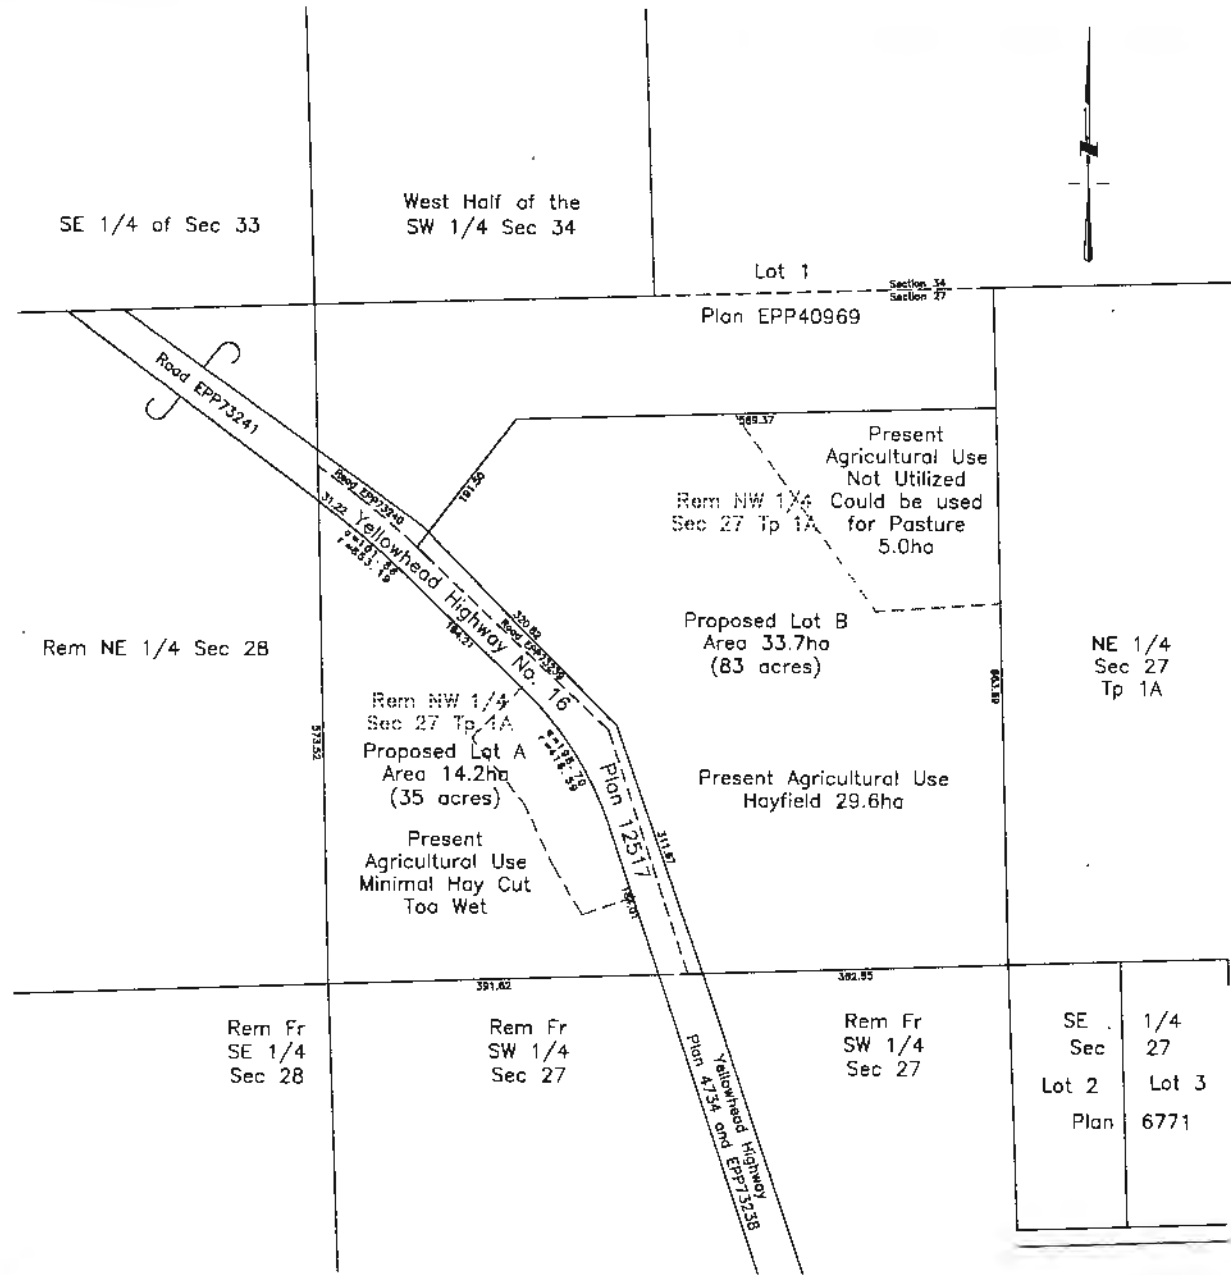 N
SE 1/4 of Sec 33
West Half of the
SW 1/4 Sec 34
Lot 1
Section 34
Section 27
Plan EPP40969
Road EPP73241
Road EPP73240
31.22
Yellowhead Highway No. 16
191.50
569.37
Present
Agricultural Use
Not Utilized
Could be used
for Pasture
5.0ha
Rem NW 1/4
Sec 27 Tp 1A
320.82
Road EPP73239
184.21
Rem NE 1/4 Sec 28
Proposed Lot B
Area 33.7ha
(83 acres)
NE 1/4
Sec 27
Tp 1A
573.52
Rem NW 1/4
Sec 27 Tp 1A
Proposed Lot A
Area 14.2ha
(35 acres)
Plan 12517
Present Agricultural Use
Hayfield 29.6ha
Present
Agricultural Use
Minimal Hay Cut
Too Wet
391.62
382.55
Rem Fr
SE 1/4
Sec 28
Rem Fr
SW 1/4
Sec 27
Yellowhead Highway
Plan 4734 and EPP73238
Rem Fr
SW 1/4
Sec 27
SE 1/4
Sec 27
Lot 2 Lot 3
Plan 6771